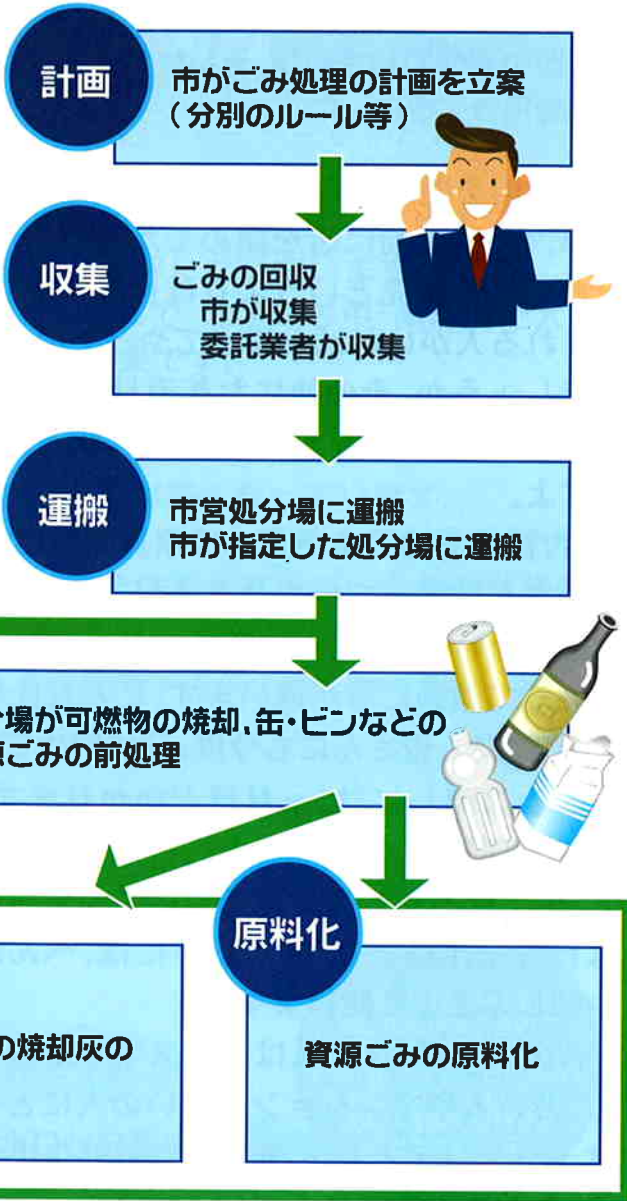 計画
市がごみ処理の計画を立案
（分別のルール等）
収集
ごみの回収
市が収集
委託業者が収集
運搬
市営処分場に運搬
市が指定した処分場に運搬
場が可燃物の焼却、缶・ビンなどの
ごみの前処理
原料化
の焼却灰の
資源ごみの原料化